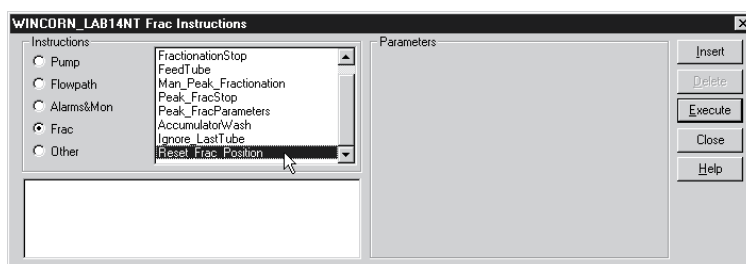 WINCORN_LAB14NT Frac Instructions
Instructions
Pump
Flowpath
Alarms&Mon
Frac
Other
FractionationStop
FeedTube
Man_Peak_Fractionation
Peak_FracStop
Peak_FracParameters
AccumulatorWash
Ignore_LastTube
Reset_Frac_Position
Parameters
Insert
Delete
Execute
Close
Help